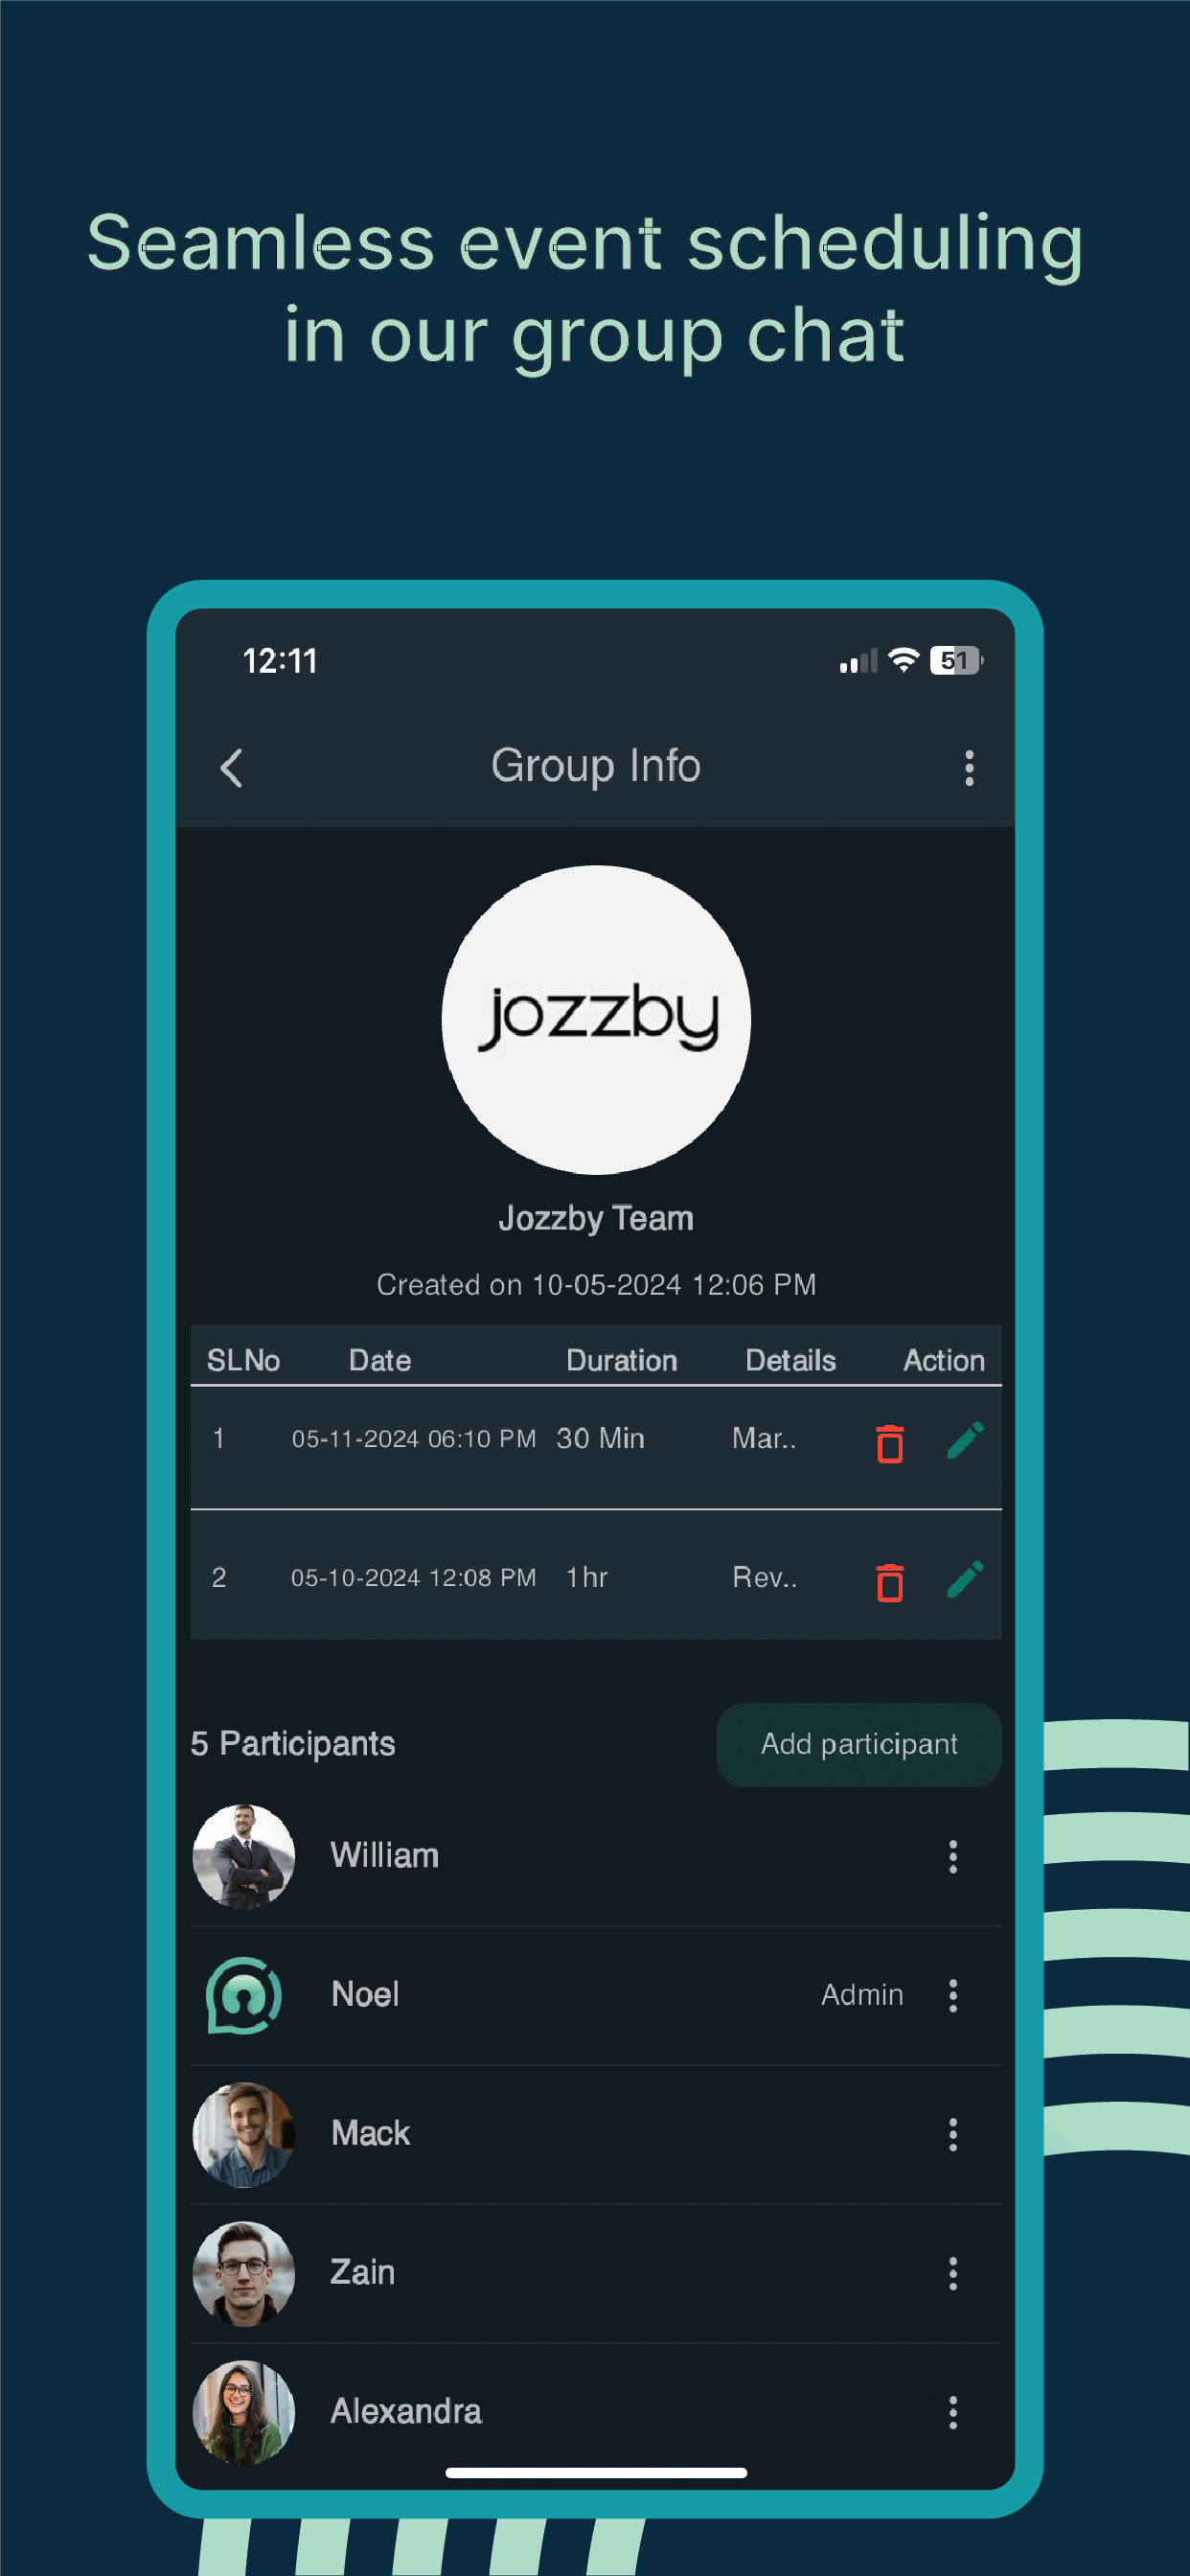 Seamless event scheduling
in our group chat
12:11
51
Group Info
jozzby
Jozzby Team
Created on 10-05-2024 12:06 PM
SLNo Date Duration Details Action
1 05-11-2024 06:10 PM 30 Min Mar..
2 05-10-2024 12:08 PM 1hr Rev..
5 Participants Add participant
William
Noel Admin
Mack
Zain
Alexandra